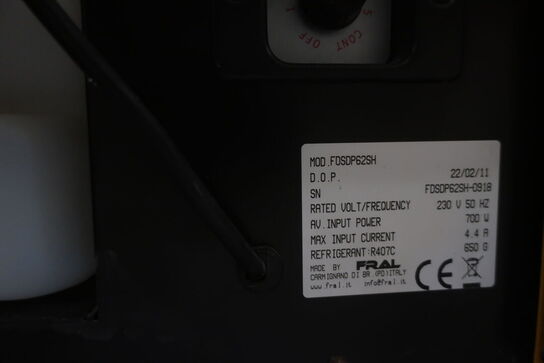 5 CONT OFF 1
MOD.FDSDP62SH
D.O.P. 22/02/11
SN FDSDP62SH-0918
RATED VOLT/FREQUENCY 230 V 50 HZ
AV.INPUT POWER 700 W
MAX INPUT CURRENT 4.4 A
REFRIGERANT:R407C 650 G
MADE BY FRAL
CARMIGNANO DI BR.(PD)ITALY
www.fral.it info@fral.it
CE